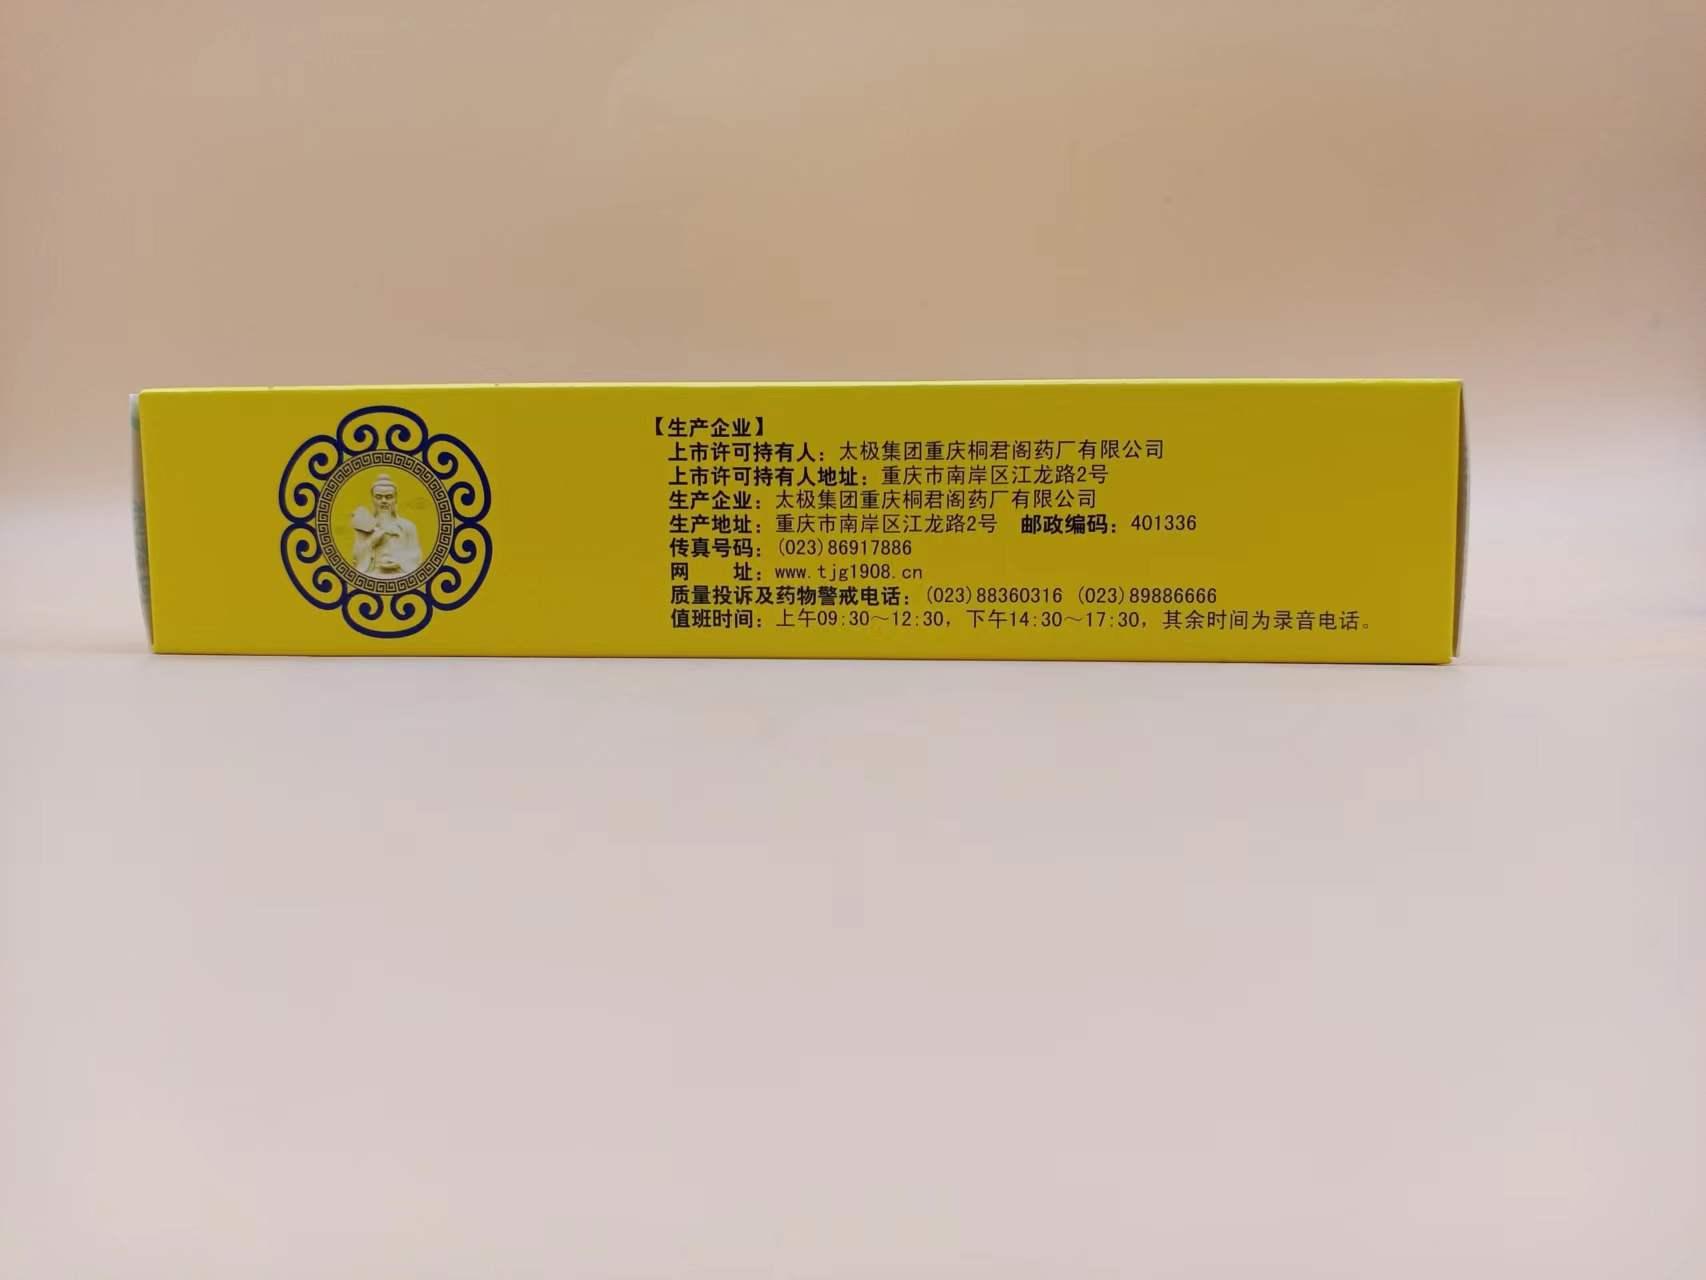 【生产企业】
上市许可持有人：太极集团重庆桐君阁药厂有限公司
上市许可持有人地址：重庆市南岸区江龙路2号
生产企业：太极集团重庆桐君阁药厂有限公司
生产地址：重庆市南岸区江龙路2号 邮政编码：401336
传真号码：(023)86917886
网 址：www.tjg1908.cn
质量投诉及药物警戒电话：(023)88360316 (023)89886666
值班时间：上午09:30～12:30，下午14:30～17:30，其余时间为录音电话。